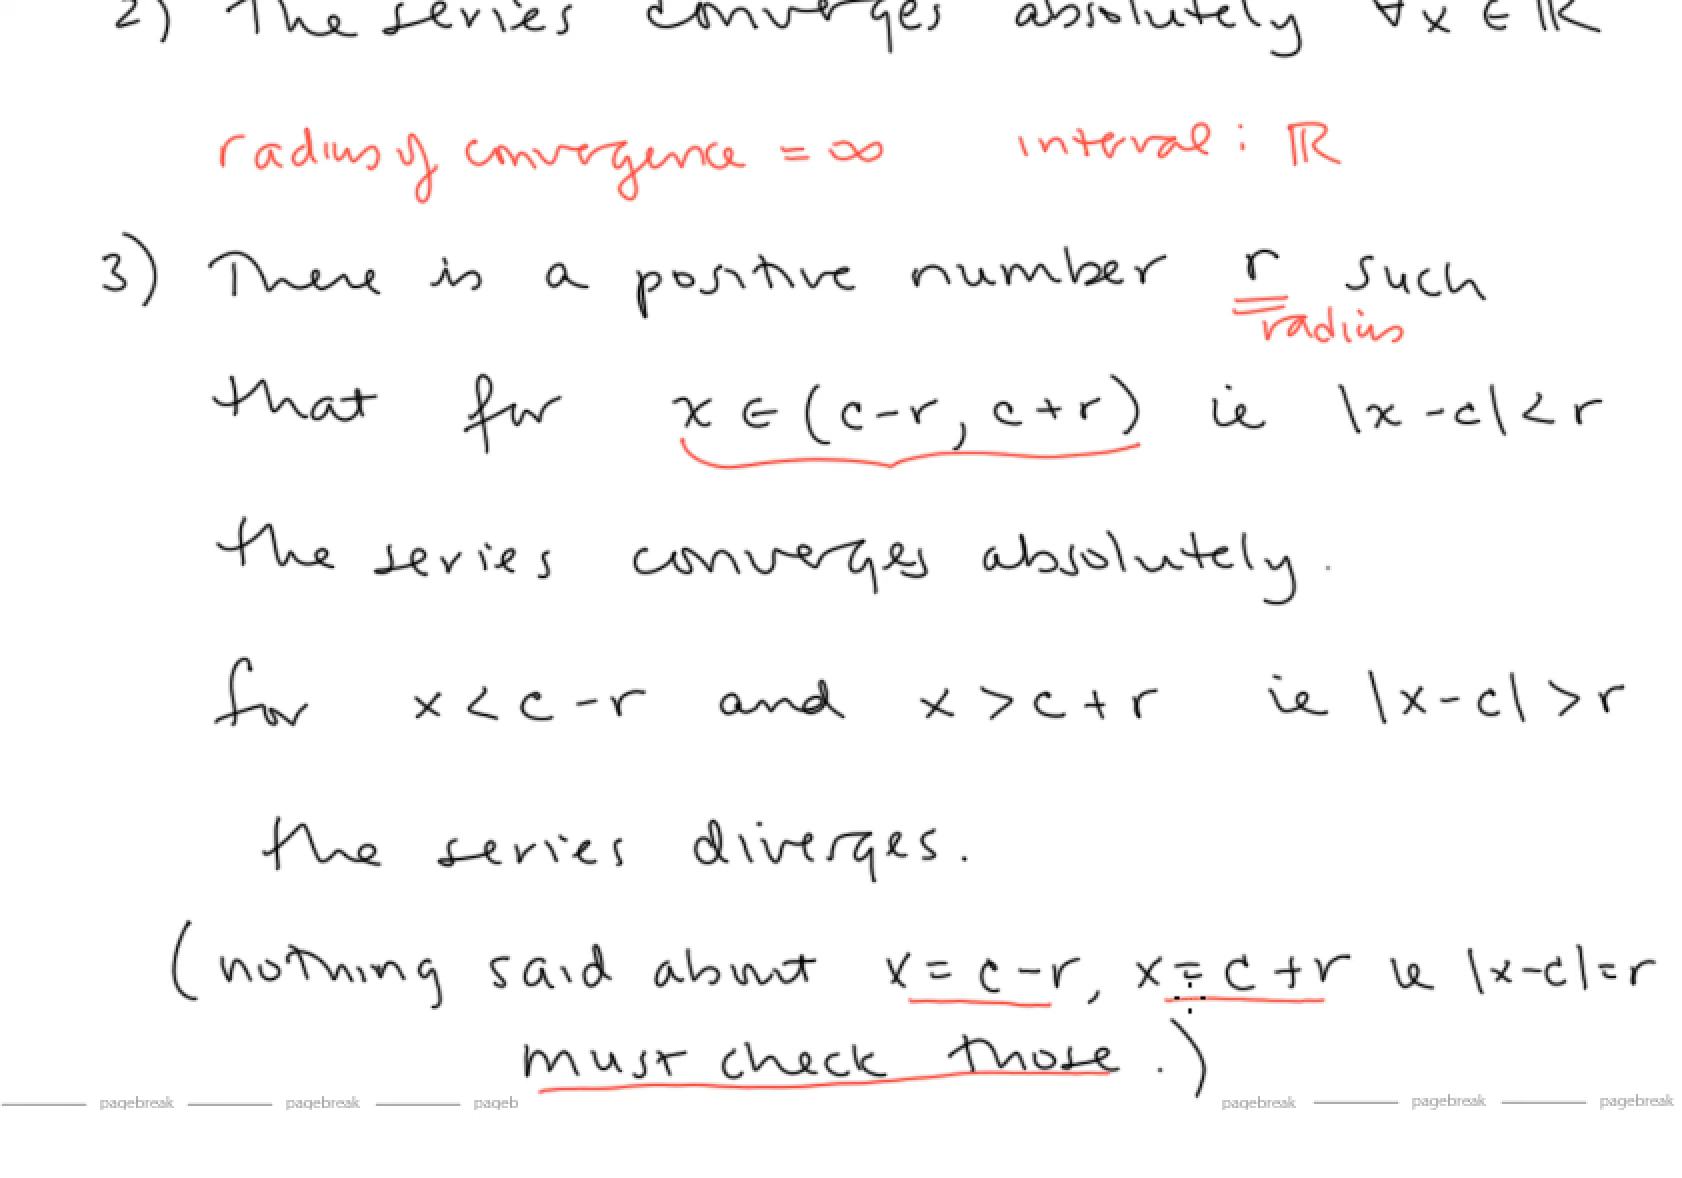 2) The series converges absolutely ∀x ∈ ℝ
radius of convergence = ∞ interval : ℝ
3) There is a positive number r such
radius
that for x ∈ (c-r, c+r) ie |x-c|<r
the series converges absolutely.
for x<c-r and x>c+r ie |x-c|>r
the series diverges.
(nothing said about x=c-r, x=c+r ie |x-c|=r
must check those.)
pagebreak pagebreak pageb pagebreak pagebreak pagebreak